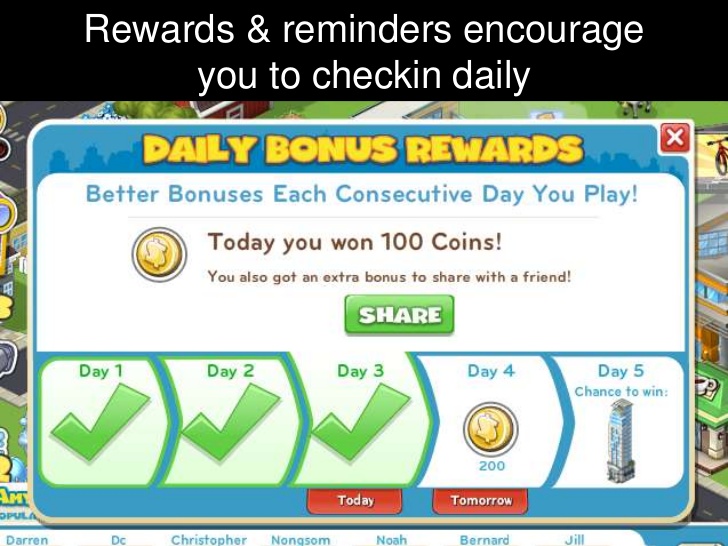 Rewards & reminders encourage
you to checkin daily
DAILY BONUS REWARDS
Better Bonuses Each Consecutive Day You Play!
Today you won 100 Coins!
You also got an extra bonus to share with a friend!
SHARE
Day 1 Day 2 Day 3 Day 4 Day 5
Chance to win:
200
Today Tomorrow
Darren Dc Christopher Nongsom Noah Bernard Jill